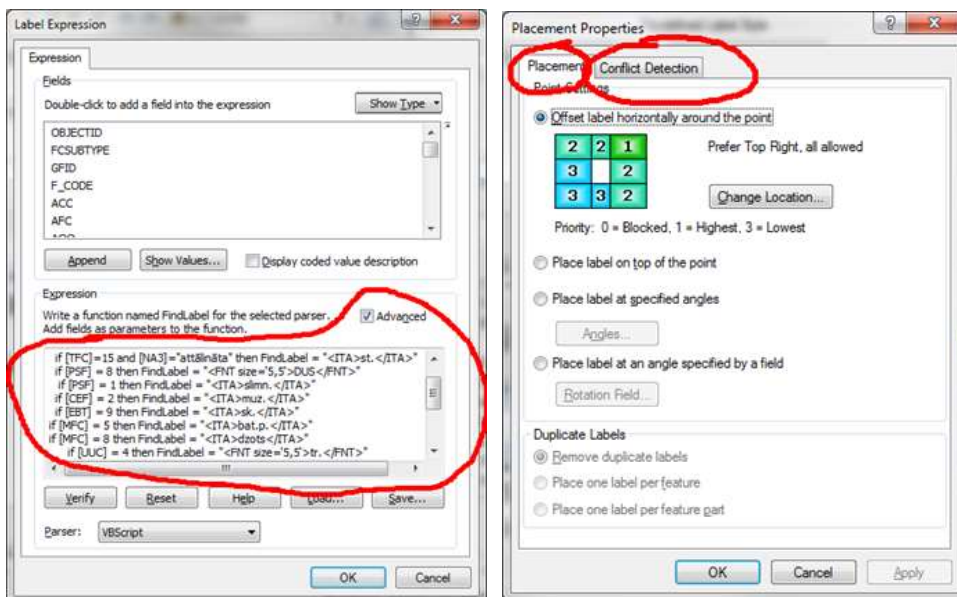 Label Expression
Expression
Fields
Double-click to add a field into the expression
Show Type
OBJECTID
FCSUBTYPE
GFID
F_CODE
ACC
AFC
Append
Show Values...
Display coded value description
Expression
Write a function named FindLabel for the selected parser.
Add fields as parameters to the function.
Advanced
if [TFC]=15 and [NA3]="attālināta" then FindLabel = "<ITA>st.</ITA>"
if [PSF] = 8 then FindLabel = "<FNT size='5,5'>DUS</FNT>"
if [PSF] = 1 then FindLabel = "<ITA>slimn.</ITA>"
if [CEF] = 2 then FindLabel = "<ITA>muz.</ITA>"
if [EBT] = 9 then FindLabel = "<ITA>sk.</ITA>"
if [MFC] = 5 then FindLabel = "<ITA>bat.p.</ITA>"
if [MFC] = 8 then FindLabel = "<ITA>dzots</ITA>"
if [UUC] = 4 then FindLabel = "<FNT size='5,5'>tr.</FNT>"
Verify
Reset
Help
Load...
Save...
Parser:
VBScript
OK
Cancel
Placement Properties
Placement
Conflict Detection
Point Settings
Offset label horizontally around the point
2 2 1
3 2
3 3 2
Prefer Top Right, all allowed
Change Location...
Priority: 0 = Blocked, 1 = Highest, 3 = Lowest
Place label on top of the point
Place label at specified angles
Angles...
Place label at an angle specified by a field
Rotation Field...
Duplicate Labels
Remove duplicate labels
Place one label per feature
Place one label per feature part
OK
Cancel
Apply